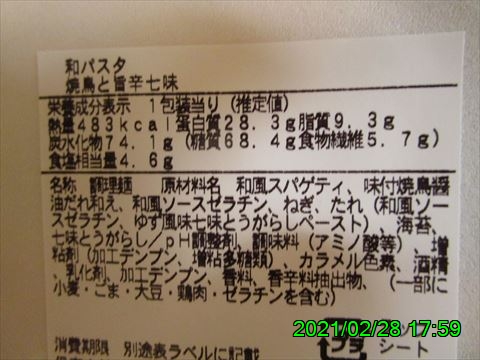 和パスタ
焼鳥と旨辛七味
栄養成分表示 1包装当り (推定値)
熱量483kcal蛋白質28.3g脂質9.3g
炭水化物74.1g(糖質68.4g食物繊維5.7g)
食塩相当量4.6g
名称 調理麺 原材料名 和風スパゲティ、味付焼鳥醤
油だれ和え、和風ソースゼラチン、ねぎ、たれ(和風ソー
スゼラチン、ゆず風味七味とうがらしペースト)、海苔、
七味とうがらし/pH調整剤、調味料(アミノ酸等)、増
粘剤(加工デンプン、増粘多糖類)、カラメル色素、酒精
、乳化剤、加工デンプン、香料、香辛料抽出物、(一部に
小麦・ごま・大豆・鶏肉・ゼラチンを含む)
消費期限 別途表ラベルに記載
プラ
シート
2021/02/28 17:59